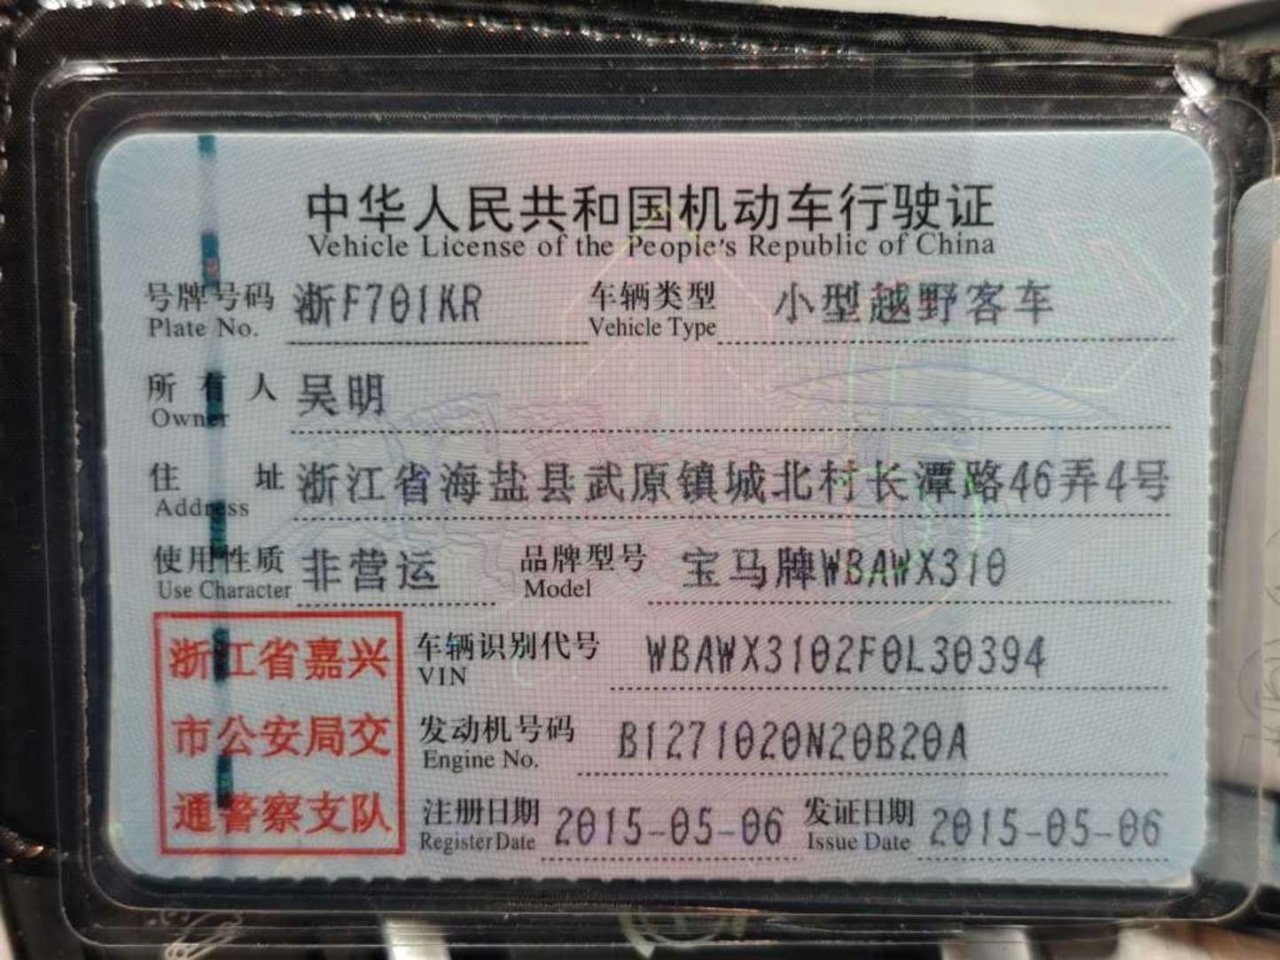 中华人民共和国机动车行驶证
Vehicle License of the People's Republic of China
号牌号码 浙F701KR 车辆类型 小型越野客车
Plate No. Vehicle Type
所有人 吴明
Owner
住址 浙江省海盐县武原镇城北村长潭路46弄4号
Address
使用性质 非营运 品牌型号 宝马牌WBAWX310
Use Character Model
浙江省嘉兴
市公安局交
通警察支队
车辆识别代号 WBAWX3102F0L30394
VIN
发动机号码 B1271020N20B20A
Engine No.
注册日期 2015-05-06 发证日期 2015-05-06
Register Date Issue Date